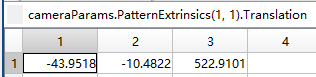 cameraParams.PatternExtrinsics(1, 1).Translation
1 2 3 4
1 -43.9518 -10.4822 522.9101